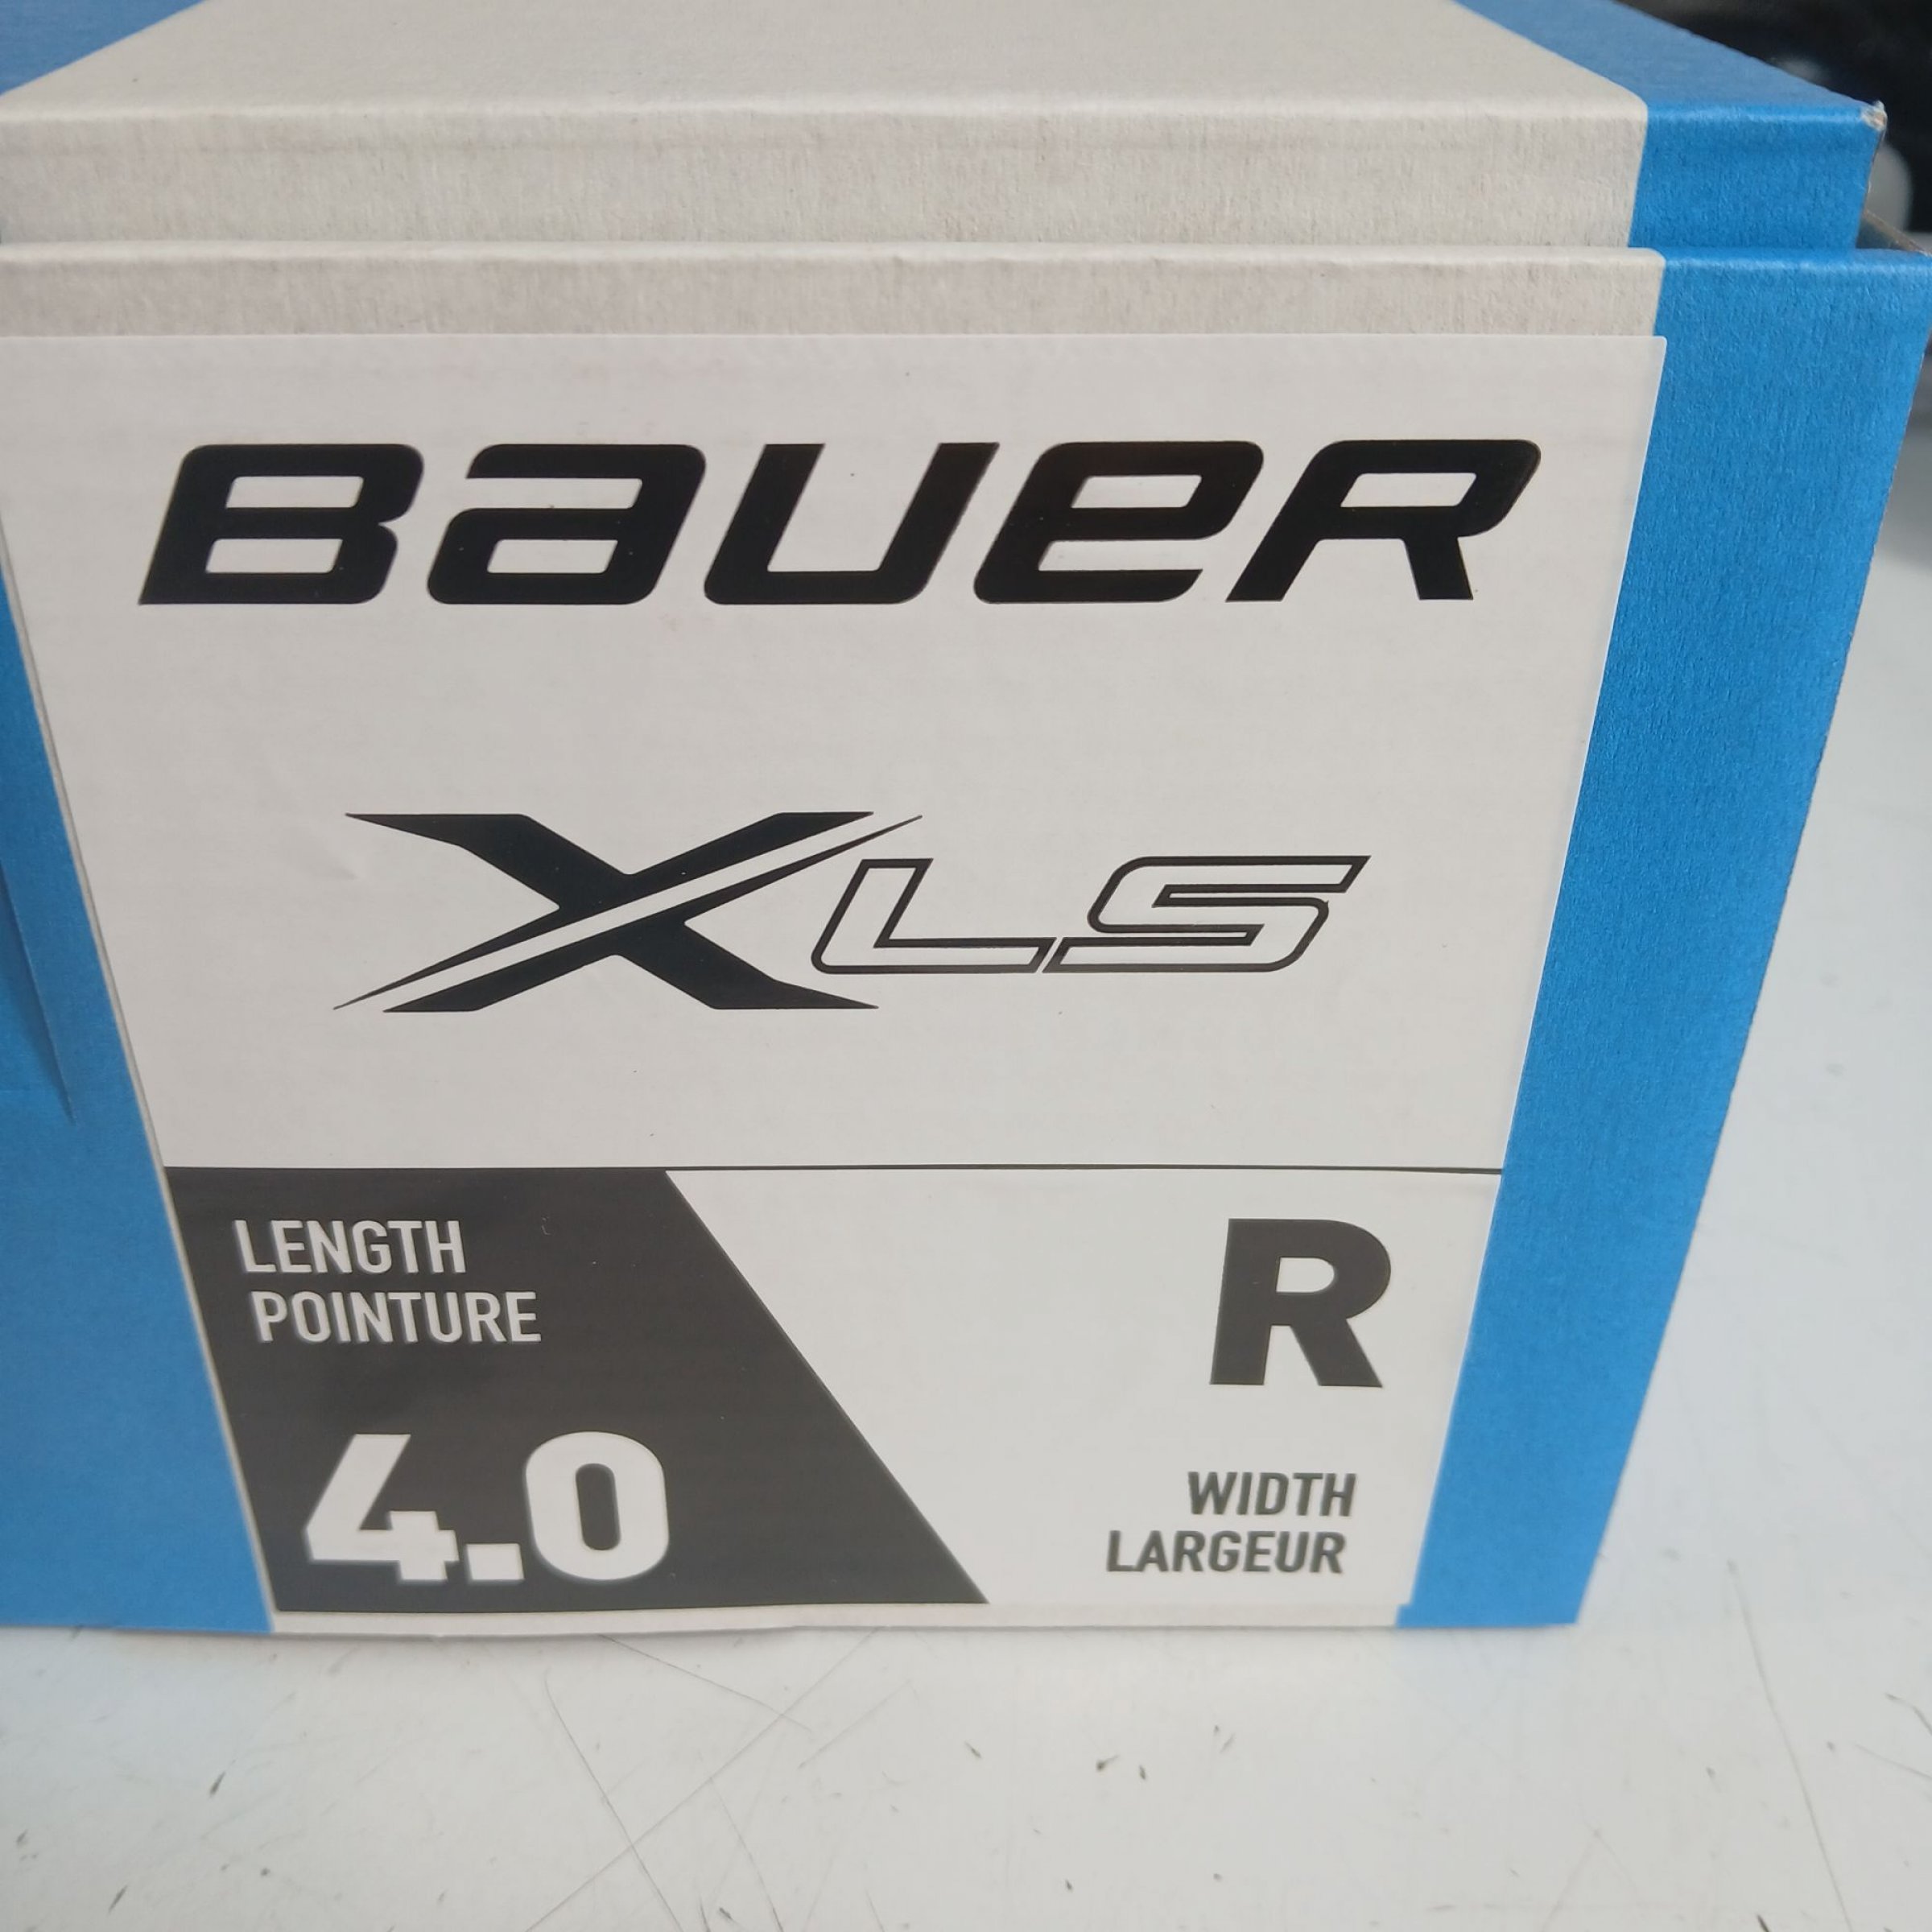 BAUER
XLS
LENGTH
POINTURE
4.0
R
WIDTH
LARGEUR